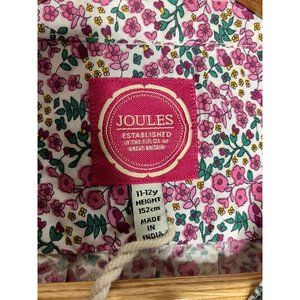 JOULES
ESTABLISHED
IN THE FIELDS OF
GREAT BRITAIN
11-12y
HEIGHT
152cm
MADE IN
INDIA